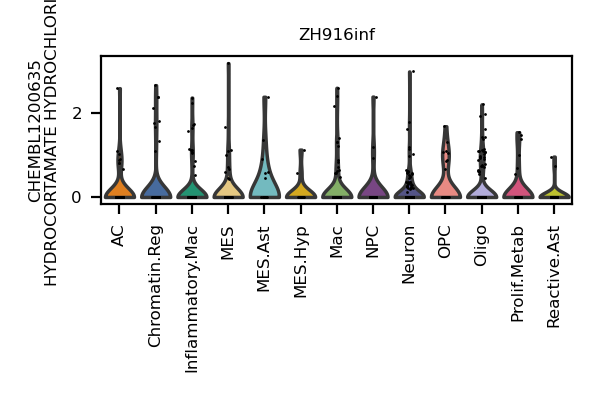 ZH916inf
CHEMBL1200635
HYDROCORTAMATE HYDROCHLORI
2
0
AC
Chromatin.Reg
Inflammatory.Mac
MES
MES.Ast
MES.Hyp
Mac
NPC
Neuron
OPC
Oligo
Prolif.Metab
Reactive.Ast